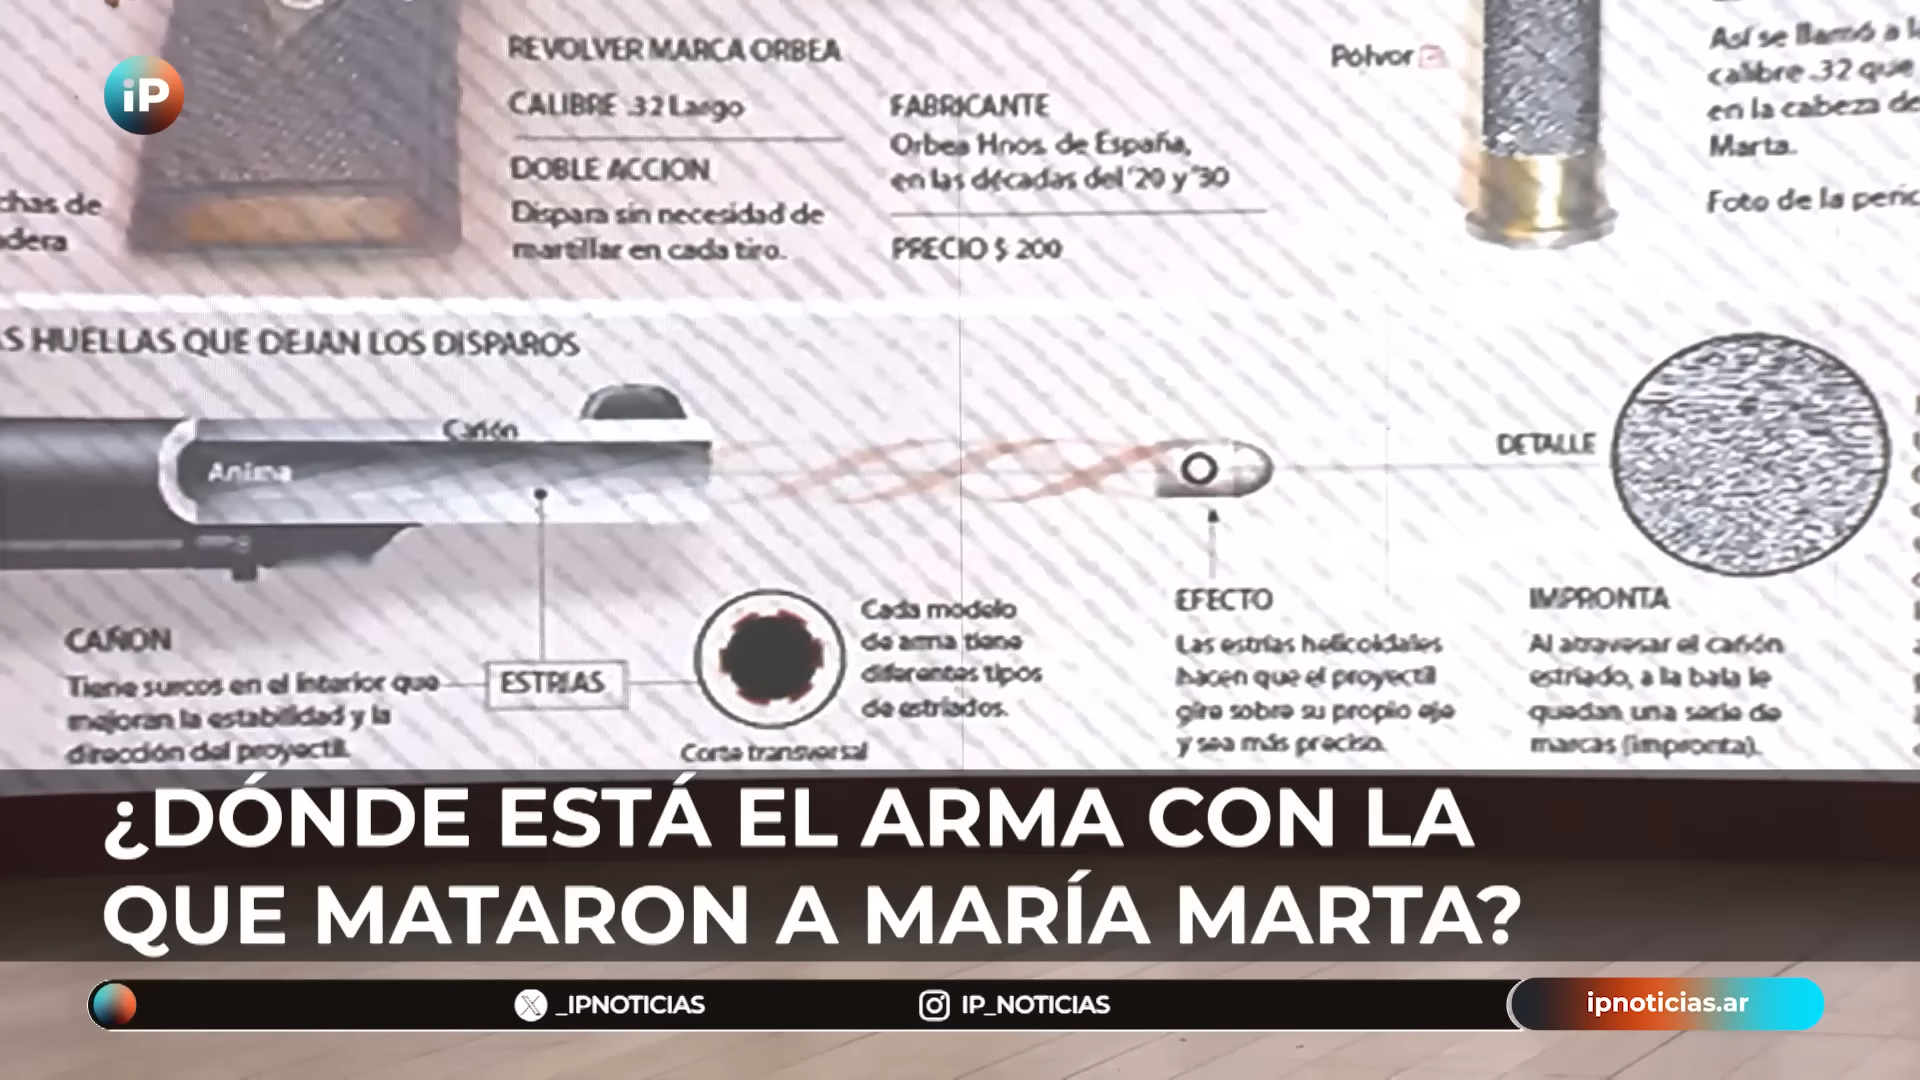 iP
REVOLVER MARCA ORBEA
CALIBRE .32 Largo
DOBLE ACCION
Dispara sin necesidad de
martillar en cada tiro.
FABRICANTE
Orbea Hnos. de España,
en las décadas del '20 y '30
PRECIO $ 200
Pólvora
Así se llamó a
calibre .32 que
en la cabeza de
Marta.
Foto de la
de
HUELLAS QUE DEJAN LOS DISPAROS
Cañón
Anima
DETALLE
CAÑON
Tiene surcos en el interior que
mejoran la estabilidad y la
dirección del proyectil.
ESTRIAS
Cada modelo
de arma tiene
diferentes tipos
de estriados.
Corte transversal
EFECTO
Las estrías helicoidales
hacen que el proyectil
gire sobre su propio eje
y sea más preciso.
IMPRONTA
Al atravesar el cañón
estriado, a la bala le
quedan una serie de
marcas (impronta).
¿DÓNDE ESTÁ EL ARMA CON LA
QUE MATARON A MARÍA MARTA?
_IPNOTICIAS
IP_NOTICIAS
ipnoticias.ar